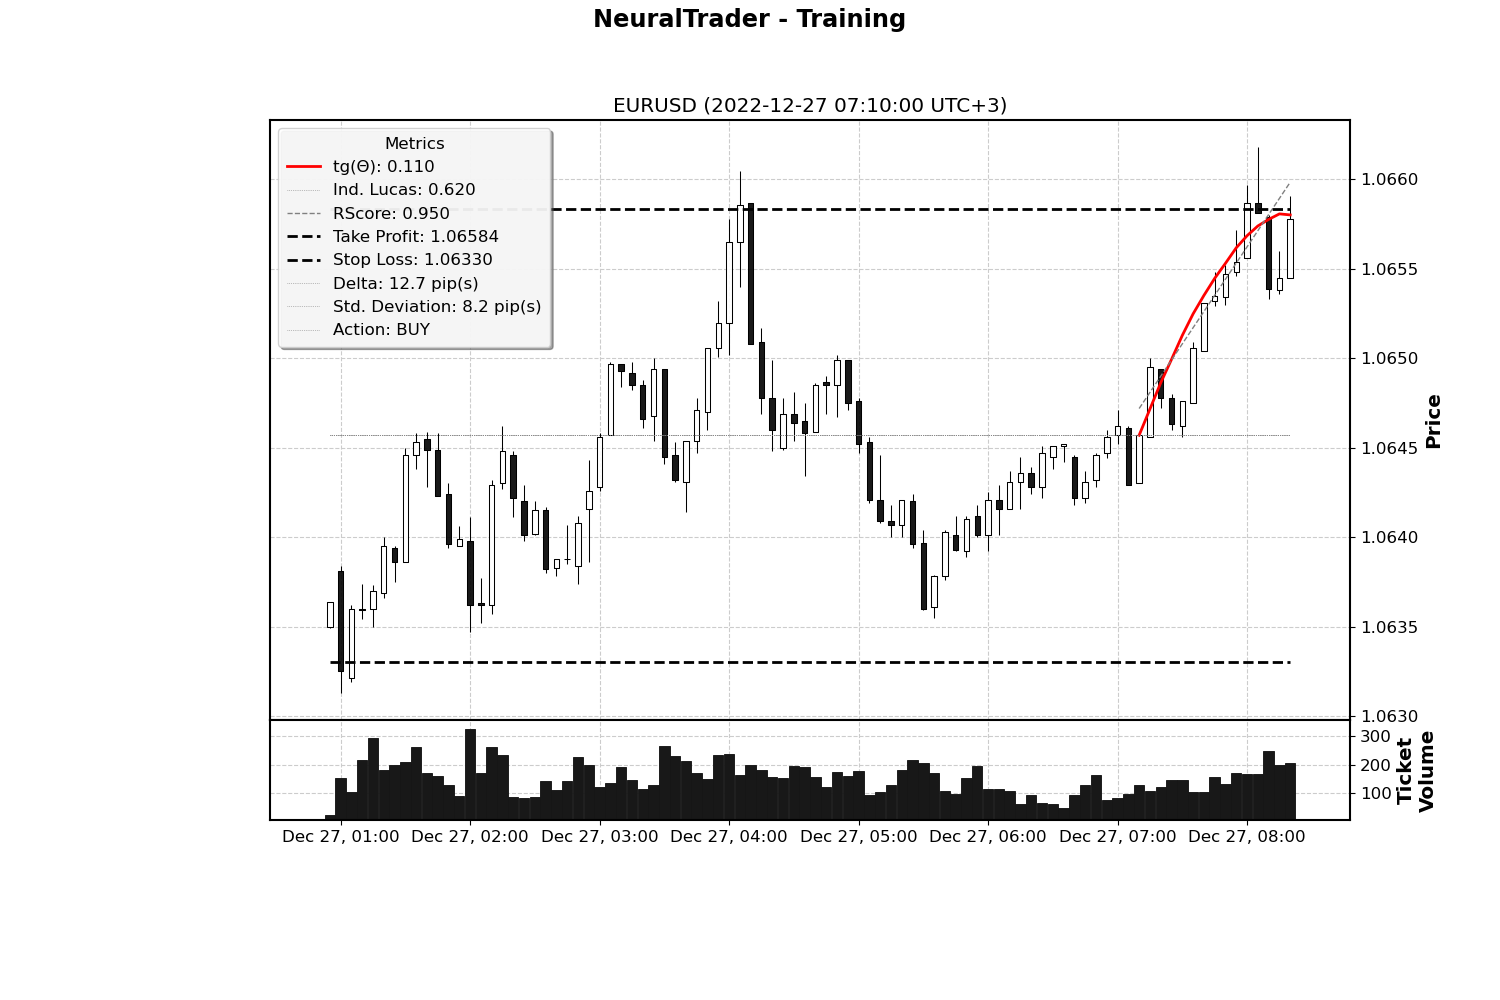 NeuralTrader - Training
EURUSD (2022-12-27 07:10:00 UTC+3)
Metrics
tg(Θ): 0.110
Ind. Lucas: 0.620
RScore: 0.950
Take Profit: 1.06584
Stop Loss: 1.06330
Delta: 12.7 pip(s)
Std. Deviation: 8.2 pip(s)
Action: BUY
1.0660
1.0655
1.0650
1.0645
1.0640
1.0635
1.0630
Price
300
200
100
Ticket
Volume
Dec 27, 01:00 Dec 27, 02:00 Dec 27, 03:00 Dec 27, 04:00 Dec 27, 05:00 Dec 27, 06:00 Dec 27, 07:00 Dec 27, 08:00